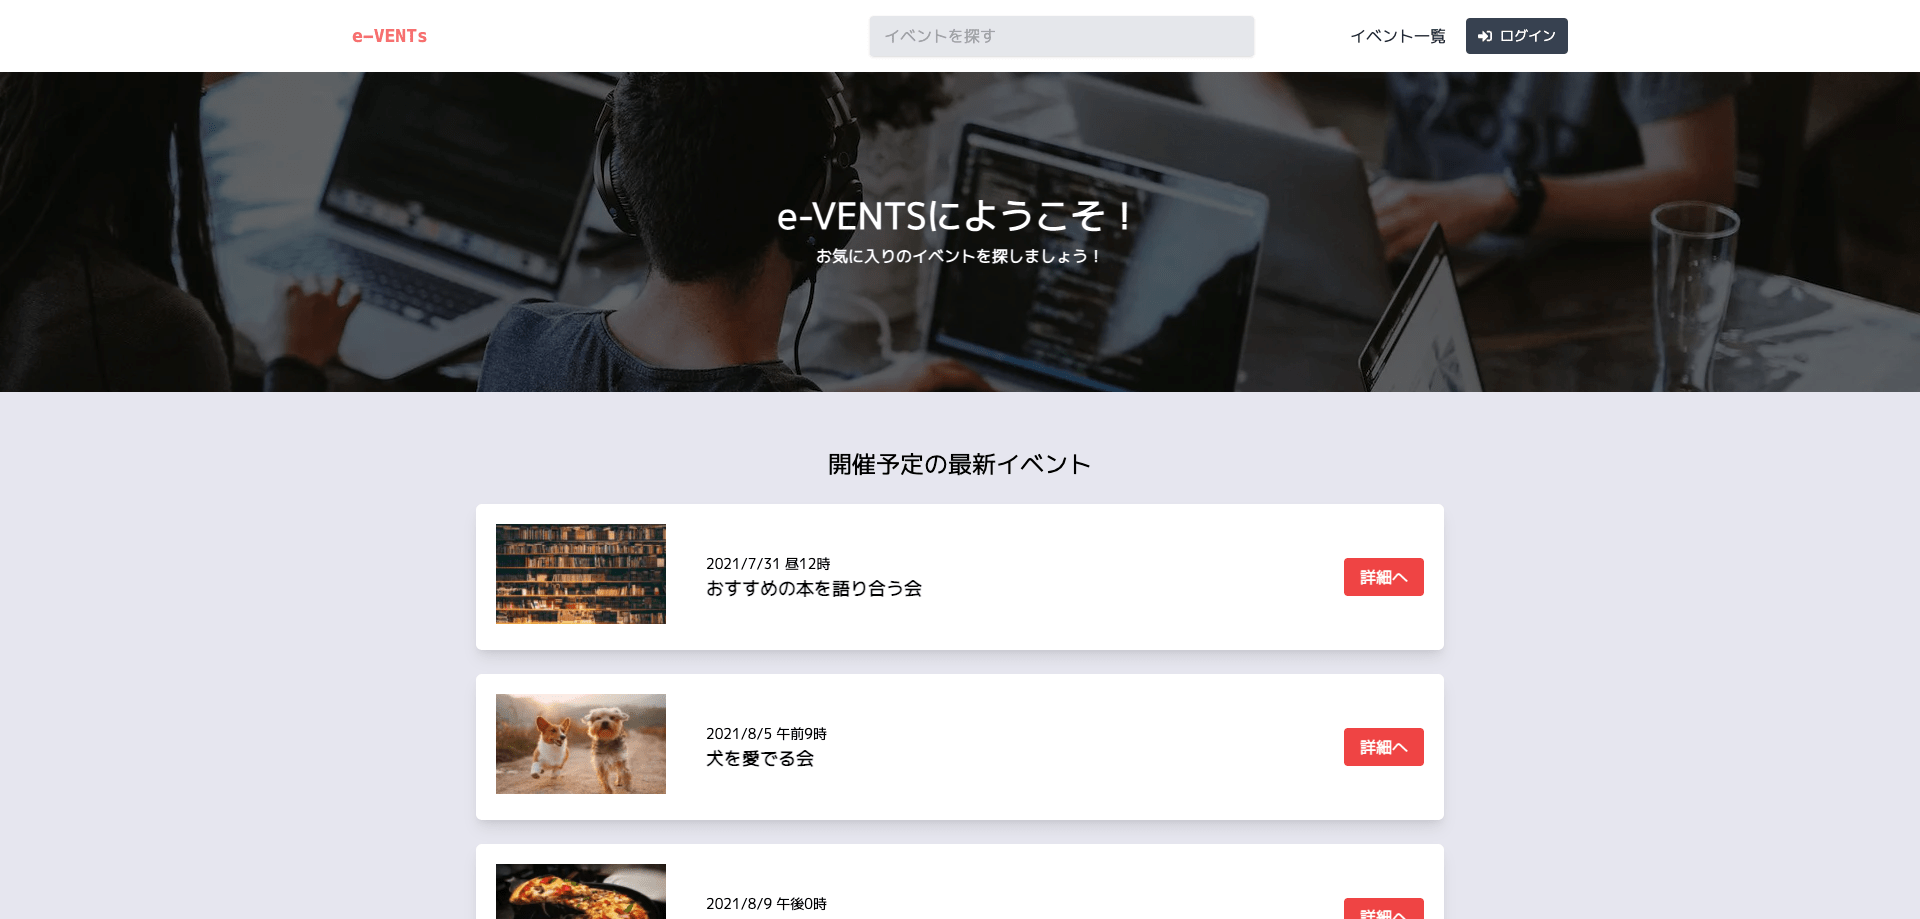 e−VENTs
イベントを探す
イベント一覧
ログイン
e-VENTSにようこそ！
お気に入りのイベントを探しましょう！
開催予定の最新イベント
2021/7/31 昼12時
おすすめの本を語り合う会
詳細へ
2021/8/5 午前9時
犬を愛でる会
詳細へ
2021/8/9 午後0時
詳細へ